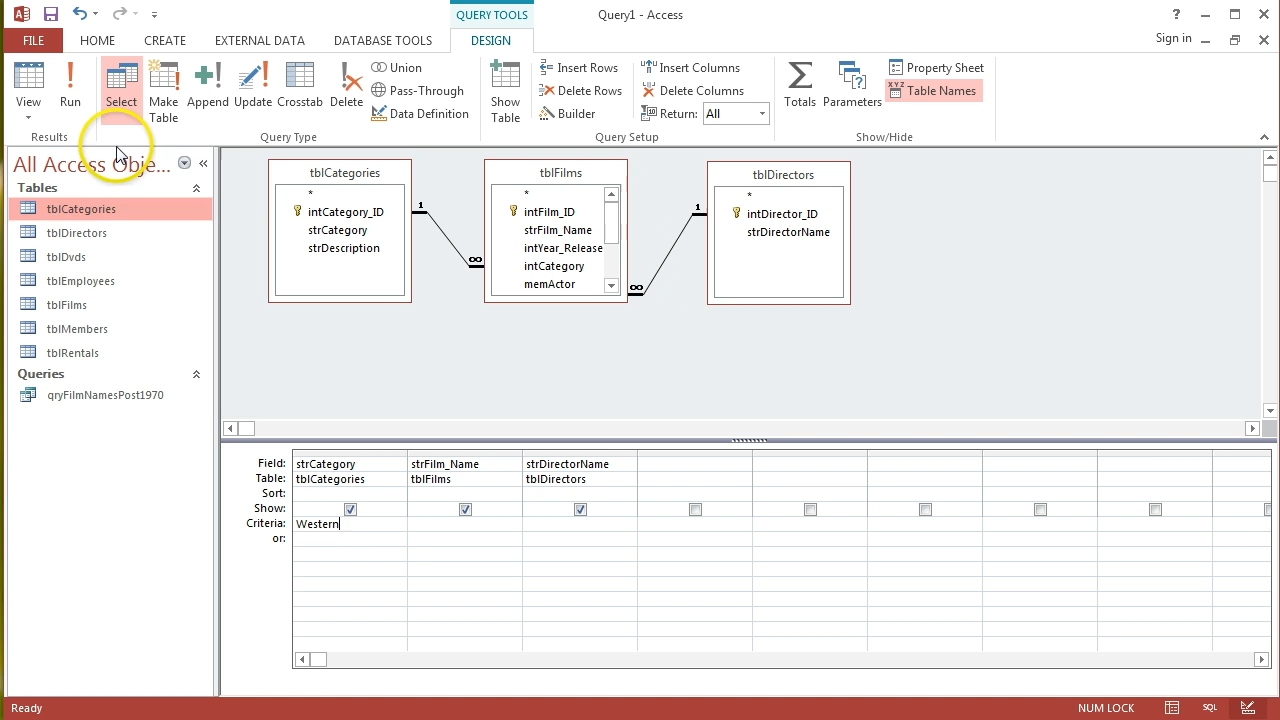 QUERY TOOLS
Query1 - Access
?
FILE
HOME
CREATE
EXTERNAL DATA
DATABASE TOOLS
DESIGN
Sign in
View
Run
Select
Make Table
Append
Update
Crosstab
Delete
Union
Pass-Through
Data Definition
Show Table
Insert Rows
Delete Rows
Builder
Insert Columns
Delete Columns
Return: All
Totals
Parameters
XYZ
Property Sheet
Table Names
Results
Query Type
Query Setup
Show/Hide
All Access Obje...
Tables
tblCategories
tblDirectors
tblDvds
tblEmployees
tblFilms
tblMembers
tblRentals
Queries
qryFilmNamesPost1970
tblCategories
*
intCategory_ID
strCategory
strDescription
1
∞
tblFilms
*
intFilm_ID
strFilm_Name
intYear_Release
intCategory
memActor
∞
1
tblDirectors
*
intDirector_ID
strDirectorName
Field: strCategory strFilm_Name strDirectorName
Table: tblCategories tblFilms tblDirectors
Sort:
Show:
Criteria: Western
or:
Ready
NUM LOCK
SQL